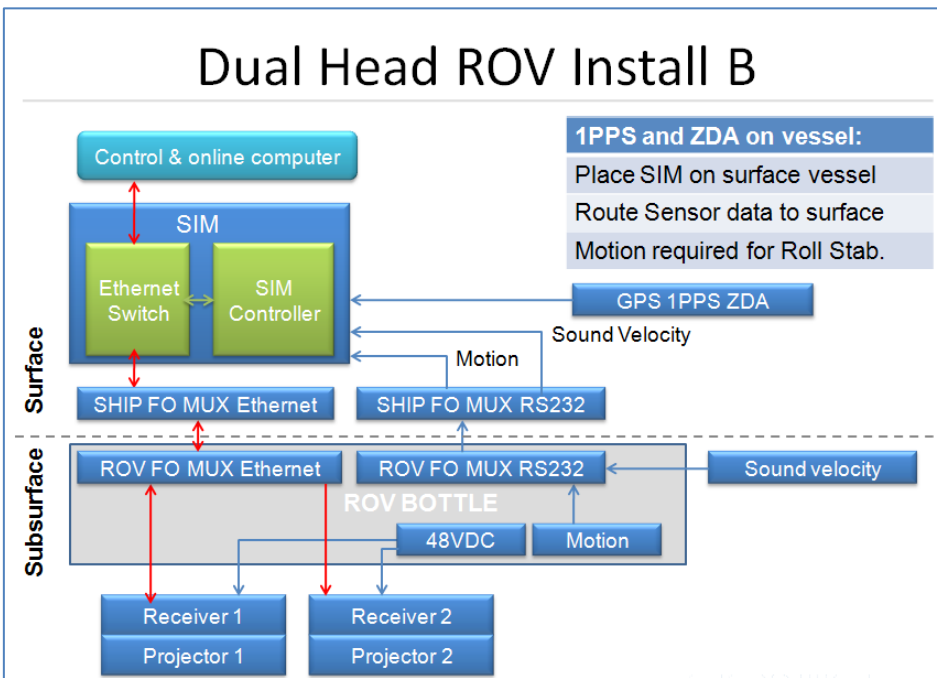 Dual Head ROV Install B
Control & online computer
1PPS and ZDA on vessel:
Place SIM on surface vessel
Route Sensor data to surface
Motion required for Roll Stab.
SIM
Ethernet
Switch
SIM
Controller
GPS 1PPS ZDA
Sound Velocity
Motion
Surface
SHIP FO MUX Ethernet
SHIP FO MUX RS232
Subsurface
ROV FO MUX Ethernet
ROV FO MUX RS232
Sound velocity
ROV BOTTLE
48VDC
Motion
Receiver 1
Projector 1
Receiver 2
Projector 2